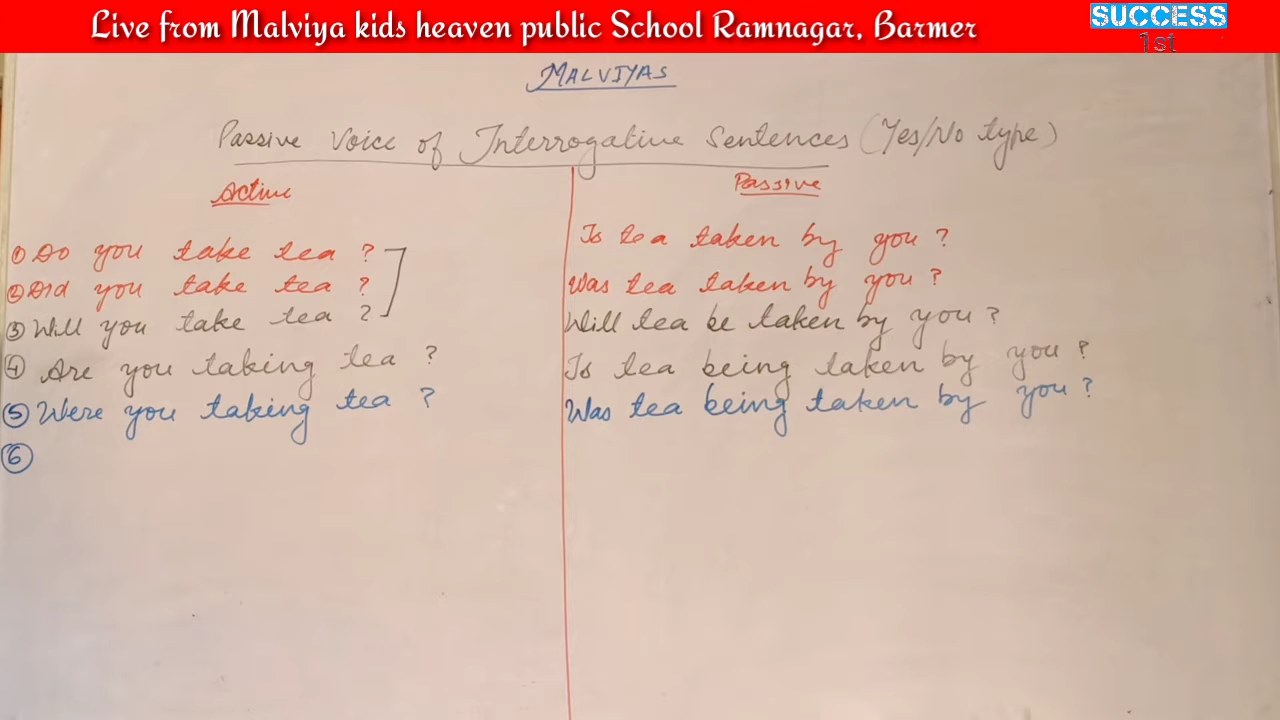 Live from Malviya kids heaven public School Ramnagar, Barmer
SUCCESS
1st
MALVIYAS
Passive Voice of Interrogative Sentences (Yes/No type)
Active
Passive
① Do you take tea ?
Is tea taken by you ?
② Did you take tea ?
Was tea taken by you ?
③ Will you take tea ?
Will tea be taken by you ?
④ Are you taking tea ?
Is tea being taken by you ?
⑤ Were you taking tea ?
Was tea being taken by you ?
⑥